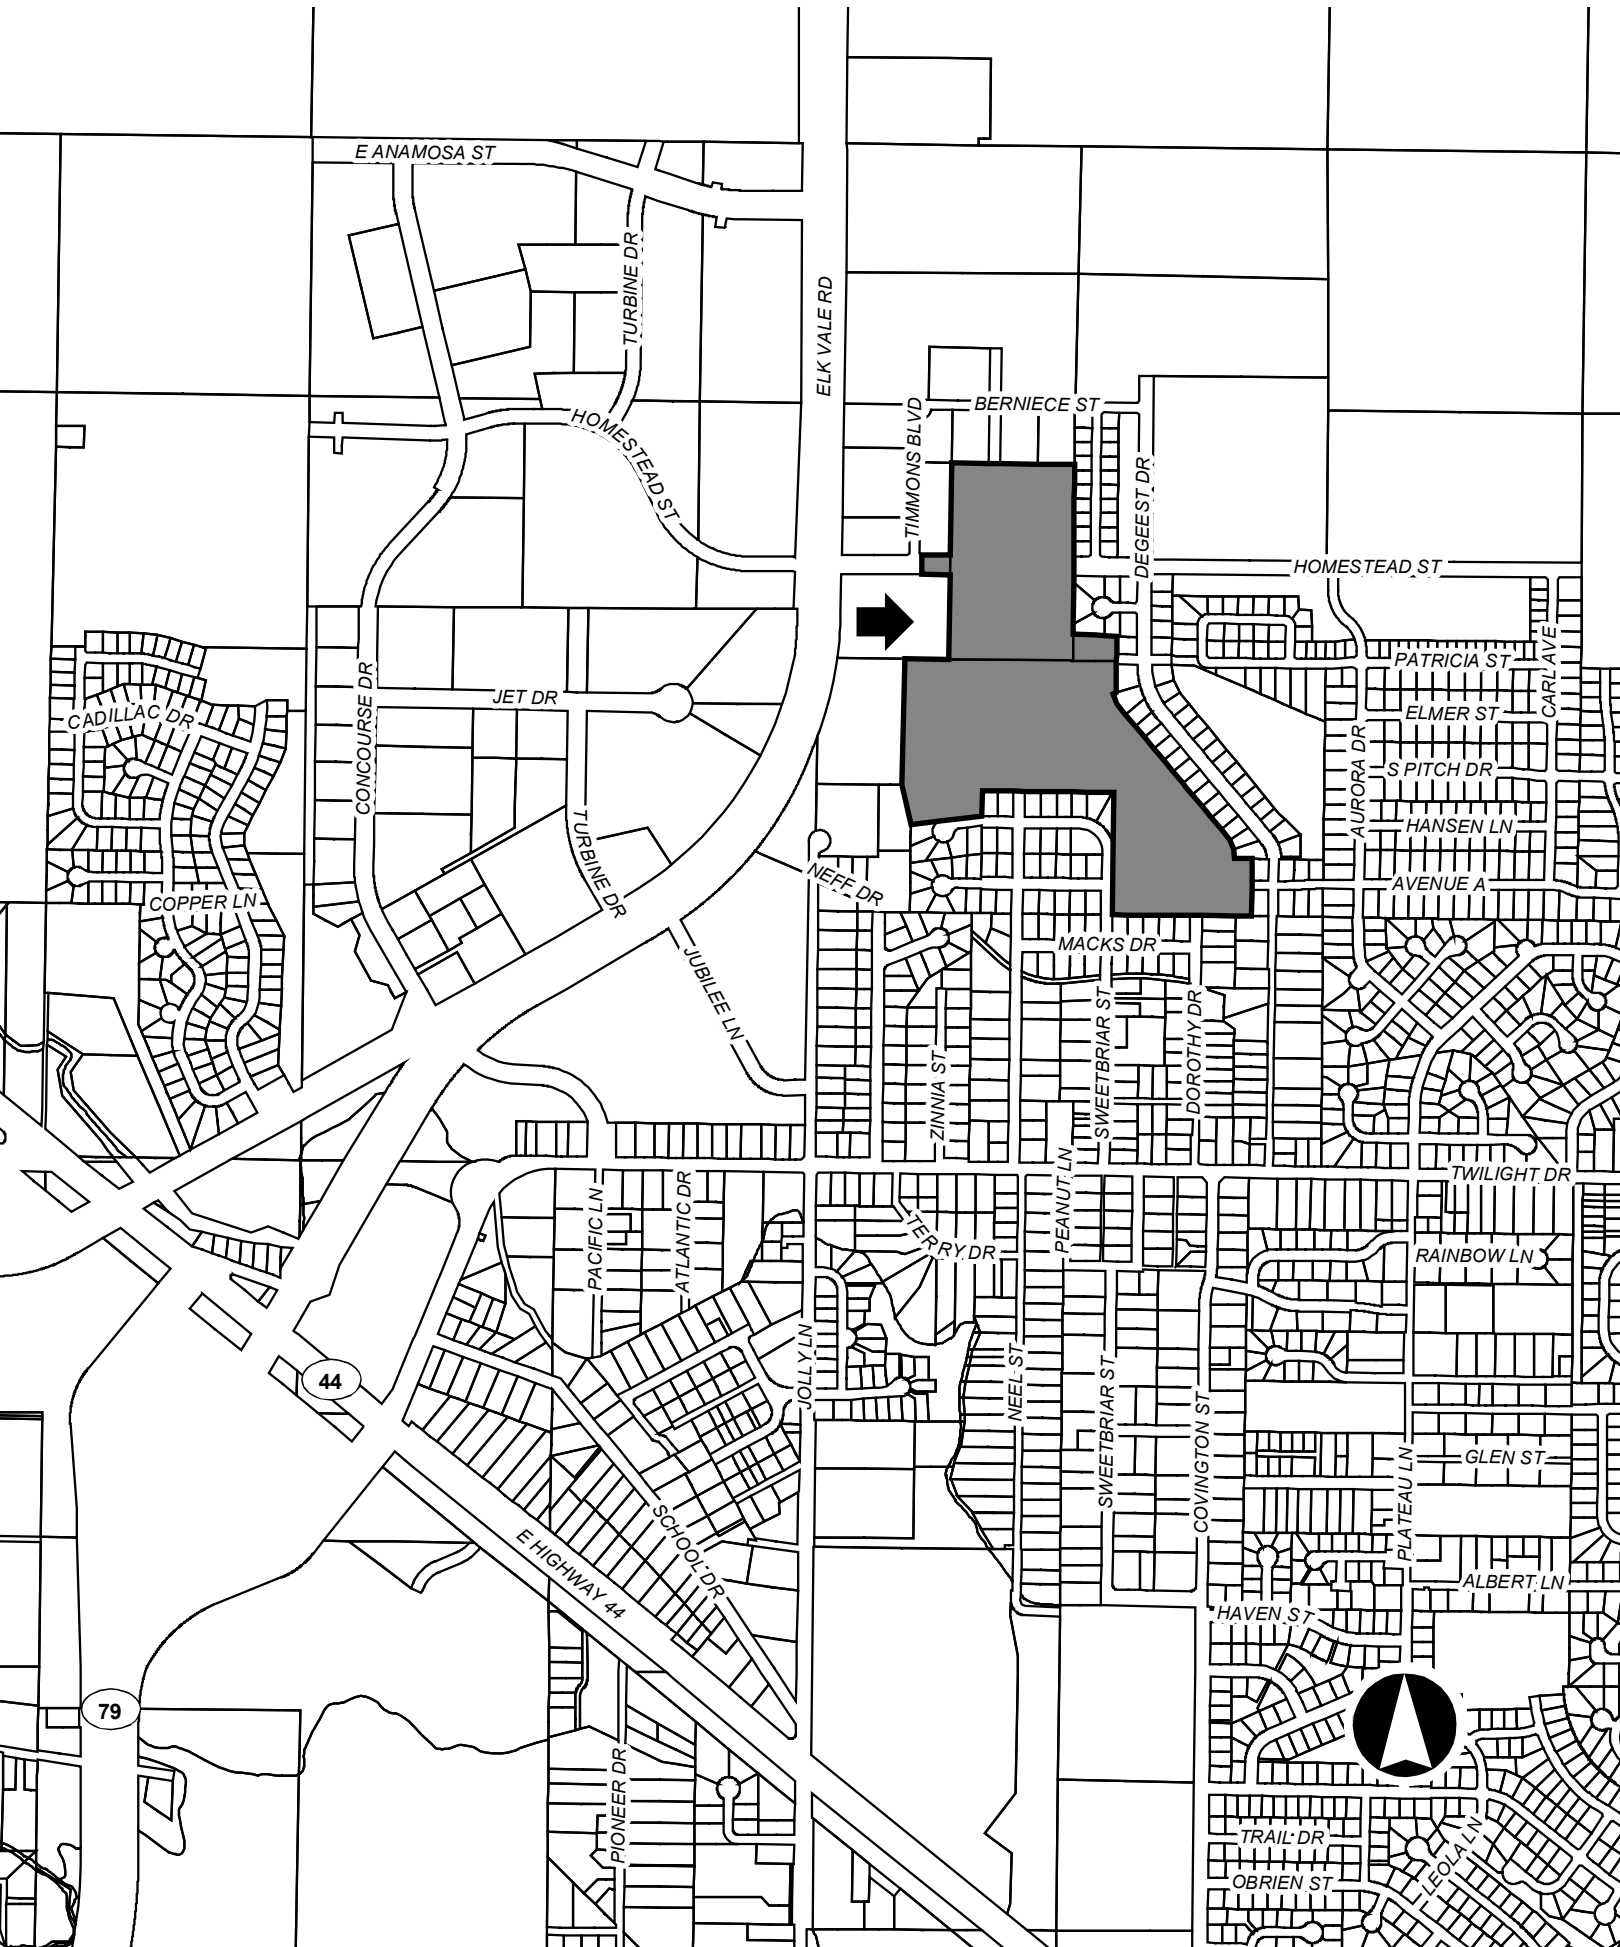 E ANAMOSA ST
TURBINE DR
ELK VALE RD
HOMESTEAD ST
TIMMONS BLVD
BERNIECE ST
DEGEEST DR
HOMESTEAD ST
CARL AVE
PATRICIA ST
CONCOURSE DR
JET DR
CADILLAC DR
ELMER ST
AURORA DR
S PITCH DR
HANSEN LN
TURBINE DR
NEFF DR
AVENUE A
COPPER LN
MACKS DR
JUBILEE LN
SWEETBRIAR ST
DOROTHY DR
ZINNIA ST
PEANUT LN
TWILIGHT DR
PACIFIC LN
ATLANTIC DR
TERRY DR
RAINBOW LN
JOLLY LN
NEEL ST
SWEETBRIAR ST
COVINGTON ST
44
GLEN ST
PLATEAU LN
SCHOOL DR
E HIGHWAY 44
ALBERT LN
HAVEN ST
79
PIONEER DR
TRAIL DR
LEOLA LN
OBRIEN ST